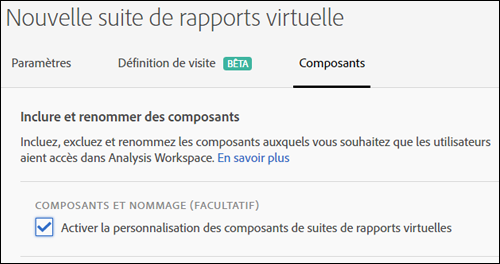 Nouvelle suite de rapports virtuelle
Paramètres Définition de visite BÊTA Composants
Inclure et renommer des composants
Incluez, excluez et renommez les composants auxquels vous souhaitez que les utilisateurs
aient accès dans Analysis Workspace. En savoir plus
COMPOSANTS ET NOMMAGE (FACULTATIF)
Activer la personnalisation des composants de suites de rapports virtuelles